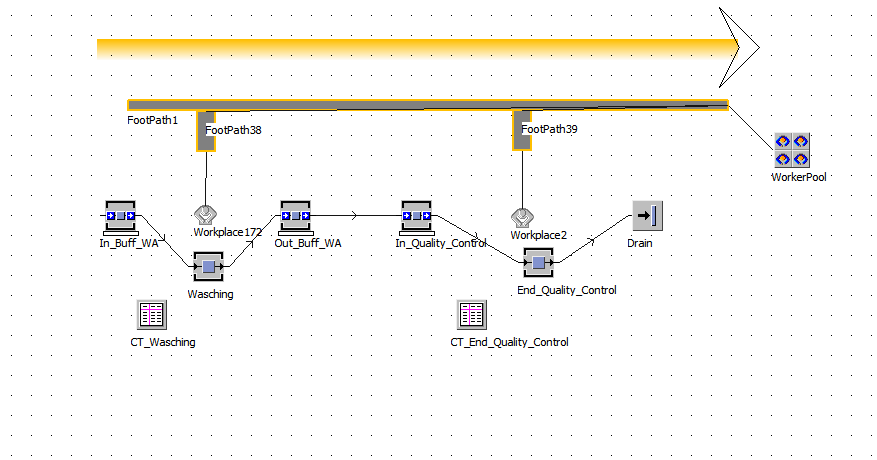 FootPath1
FootPath38
FootPath39
WorkerPool
Workplace172
Workplace2
In_Buff_WA
Out_Buff_WA
In_Quality_Control
Drain
Wasching
End_Quality_Control
CT_Wasching
CT_End_Quality_Control